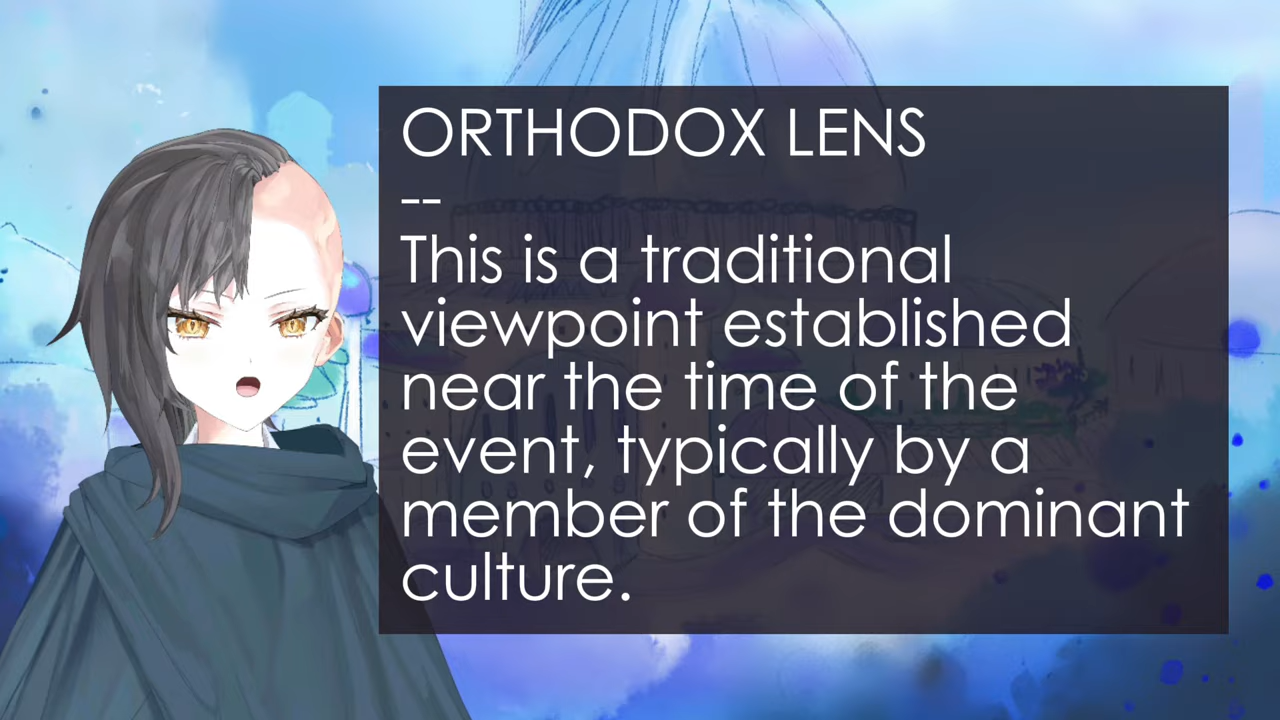 ORTHODOX LENS
--
This is a traditional
viewpoint established
near the time of the
event, typically by a
member of the dominant
culture.